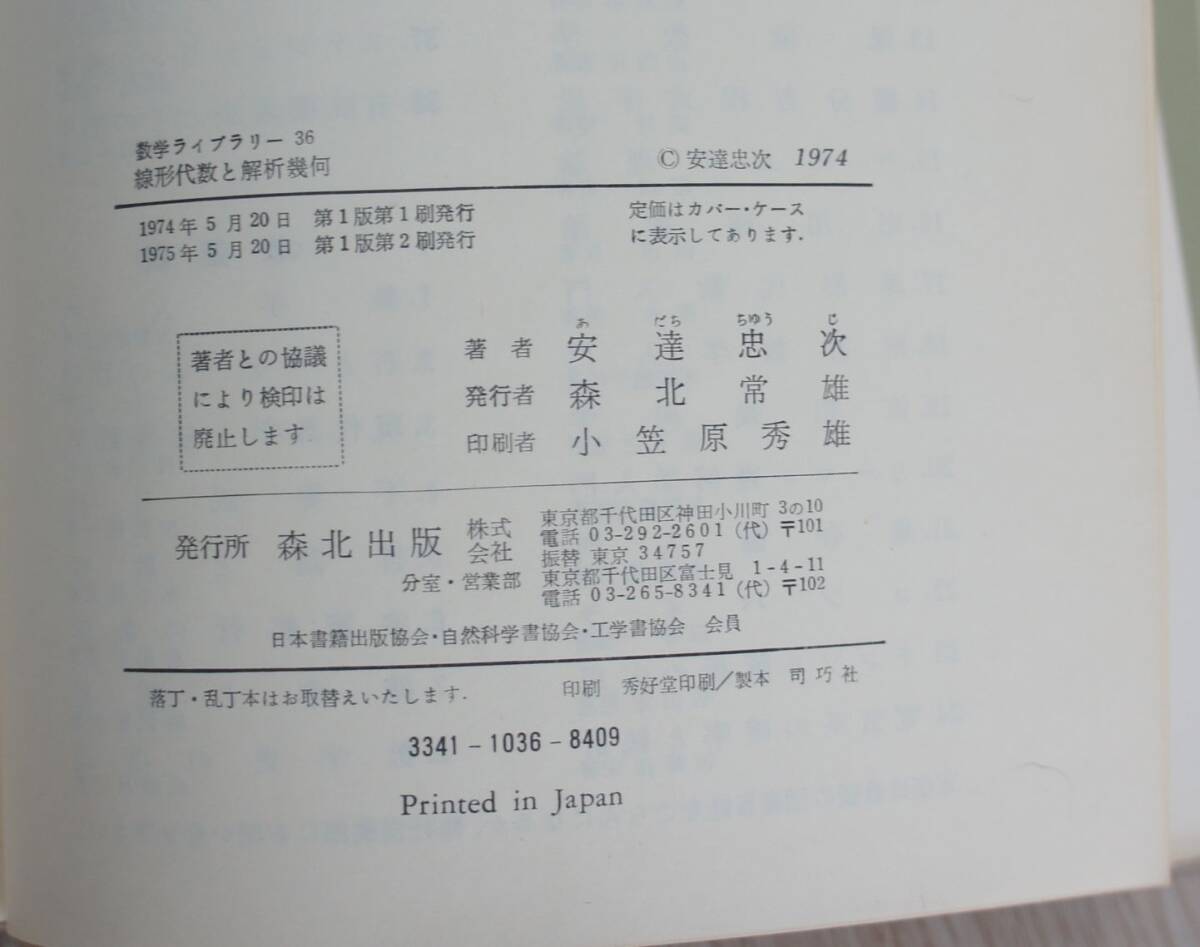 数学ライブラリー 36
線形代数と解析幾何
© 安達忠次 1974
1974年 5 月 20 日 第1版第1刷発行
1975年 5 月 20 日 第1版第2刷発行
定価はカバー・ケース
に表示してあります.
著者との協議
により検印は
廃止します
あ だち ちゆう じ
著 者 安 達 忠 次
発行者 森 北 常 雄
印刷者 小 笠 原 秀 雄
発行所 森北出版 株式会社
東京都千代田区神田小川町 3の10
電話 03-292-2601 (代) 〒101
振替 東京 34757
分室・営業部 東京都千代田区富士見 1-4-11
電話 03-265-8341 (代) 〒102
日本書籍出版協会・自然科学書協会・工学書協会 会員
落丁・乱丁本はお取替えいたします.
印刷 秀好堂印刷/製本 司巧社
3341-1036-8409
Printed in Japan